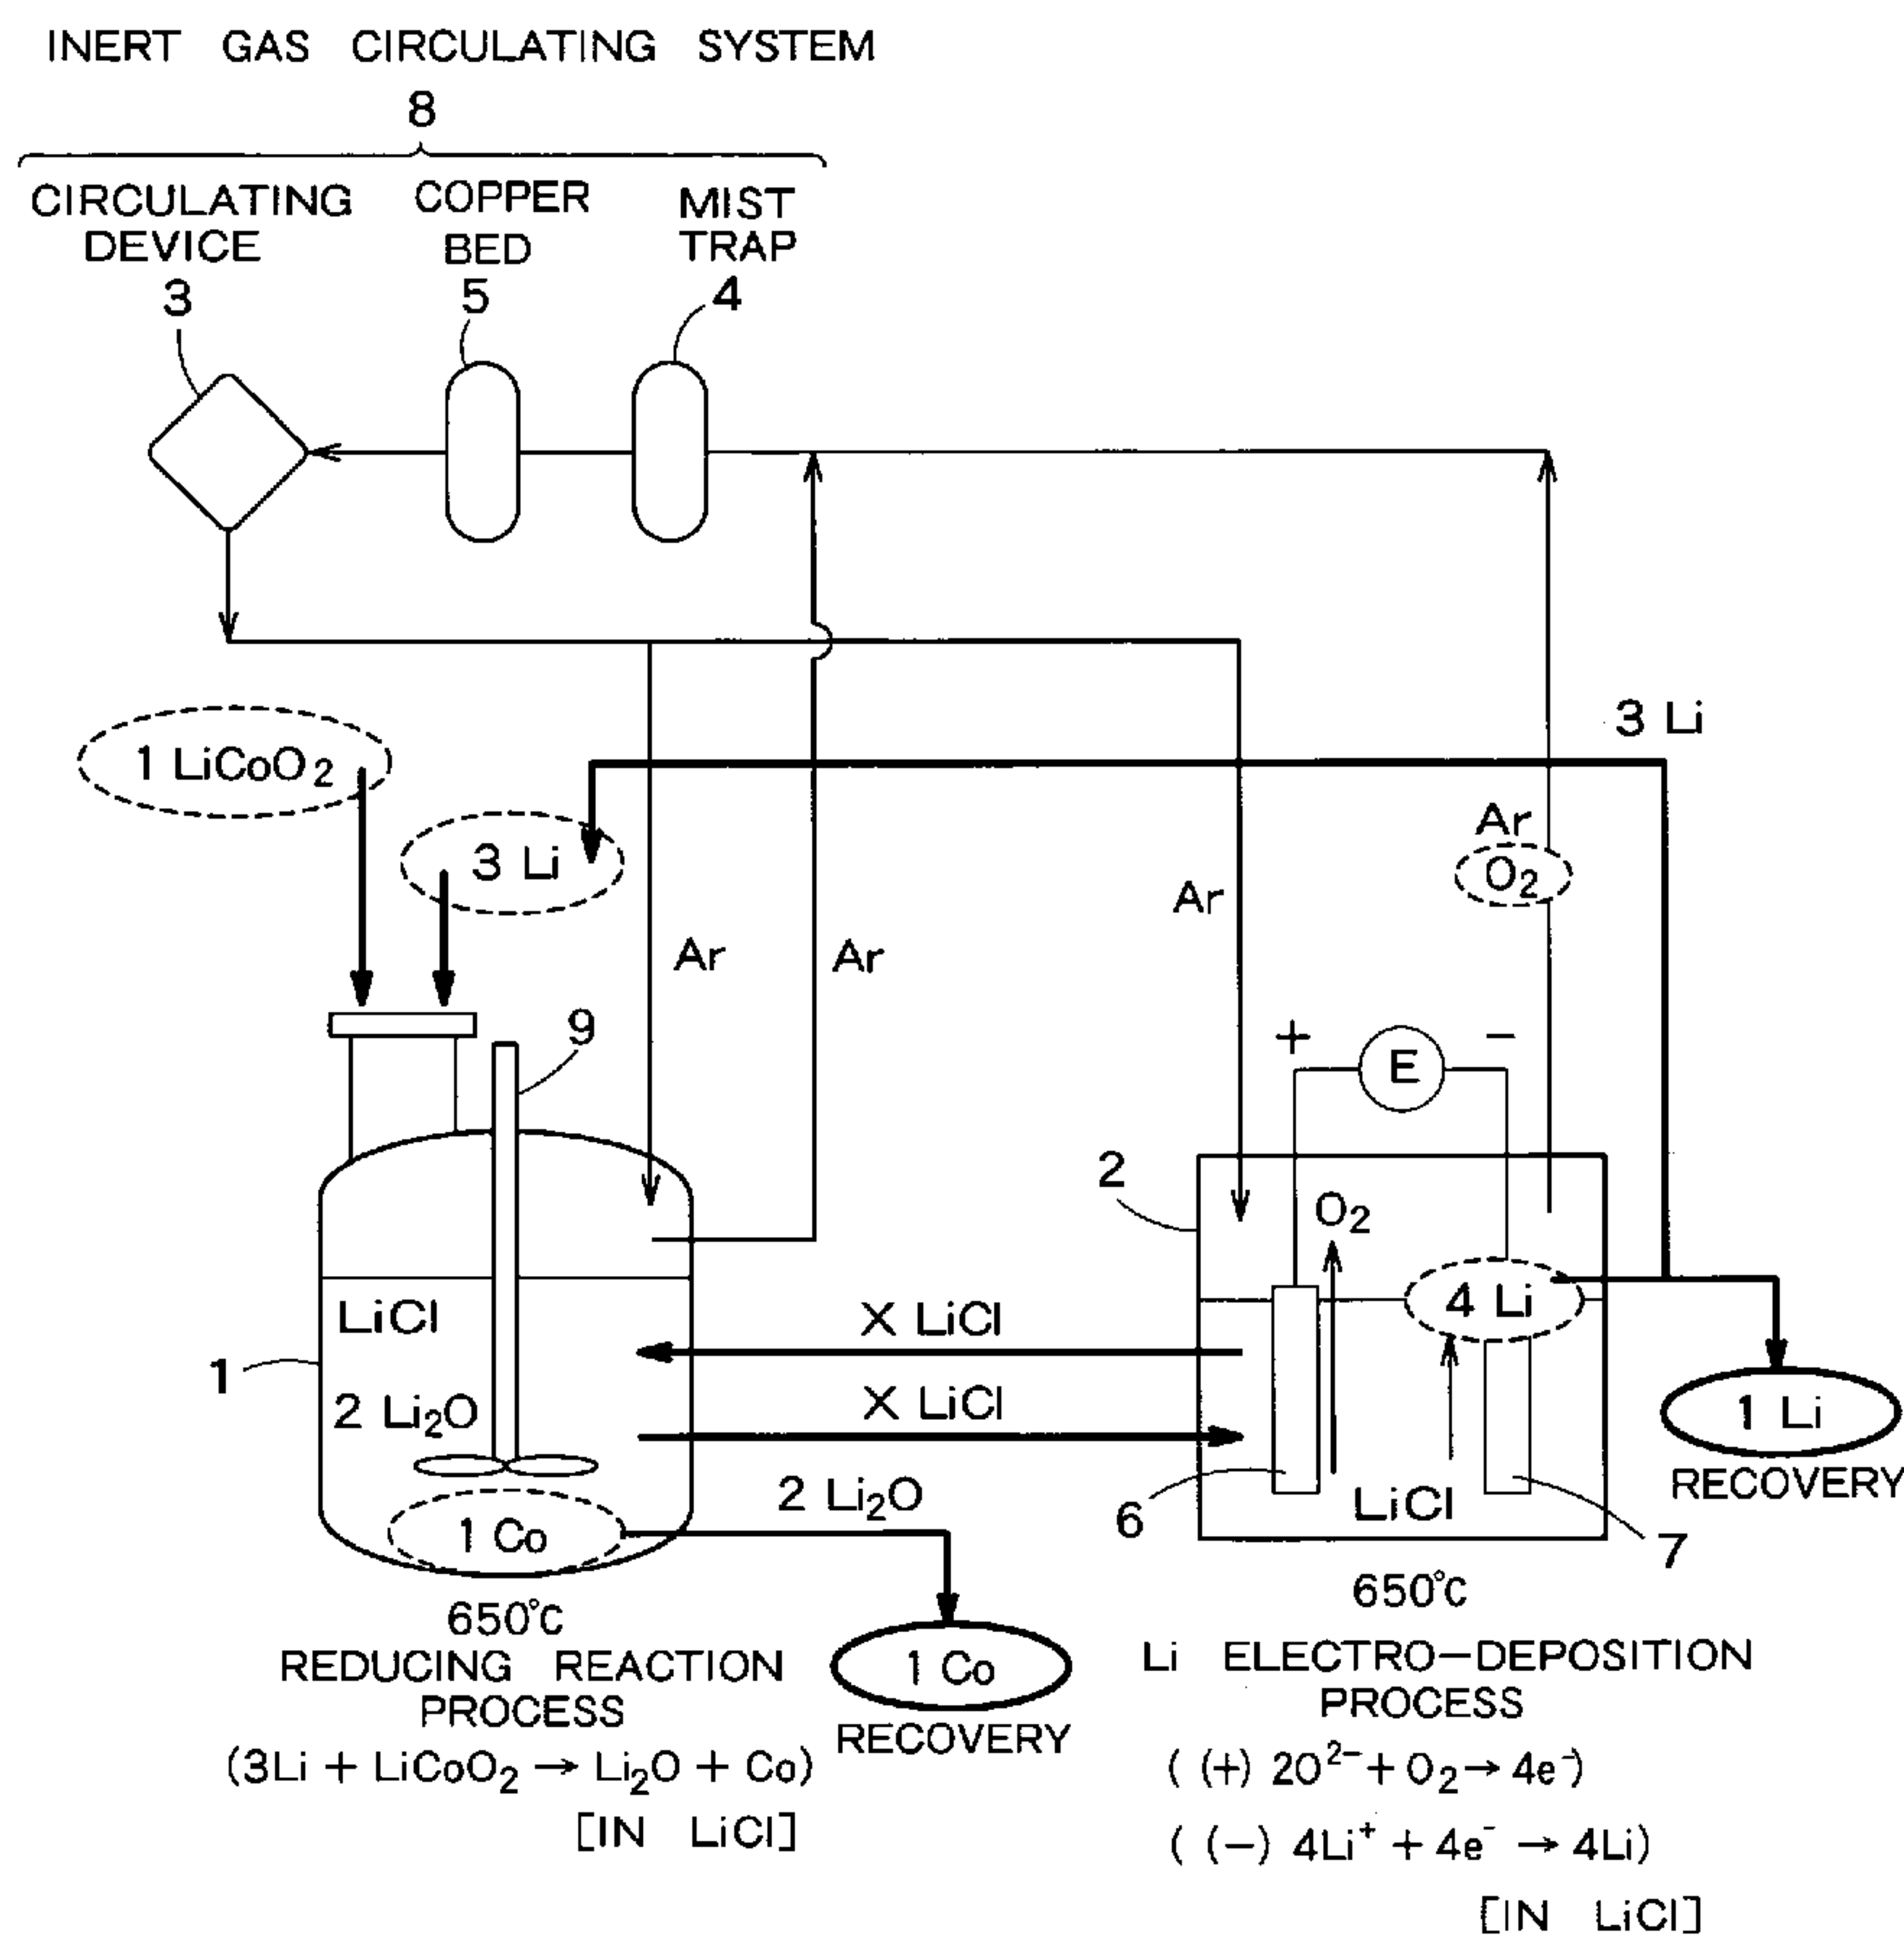 INERT GAS CIRCULATING SYSTEM
8
CIRCULATING
DEVICE
3
COPPER
BED
5
MIST
TRAP
4
3 Li
1 LiCoO₂
3 Li
Ar
O₂
Ar
Ar
Ar
9
+
E
−
2
O₂
4 Li
LiCl
X LiCl
1
2 Li₂O
X LiCl
1 Li
RECOVERY
2 Li₂O
6
LiCl
7
1 Co
650°C
REDUCING REACTION
PROCESS
(3Li + LiCoO₂ → Li₂O + Co)
[IN LiCl]
1 Co
RECOVERY
650°C
Li ELECTRO-DEPOSITION
PROCESS
( (+) 2O²⁻ + O₂ → 4e⁻)
( (−) 4Li⁺ + 4e⁻ → 4Li)
[IN LiCl]